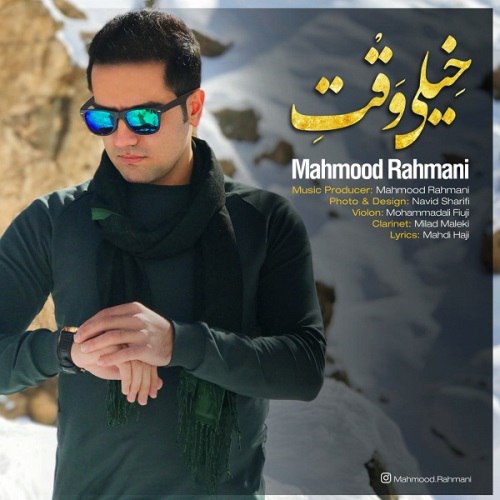 خیلی وقتِ
Mahmood Rahmani
Music Producer: Mahmood Rahmani
Photo & Design: Navid Sharifi
Violon: Mohammadali Fiuji
Clarinet: Milad Maleki
Lyrics: Mahdi Haji
Mahmood.Rahmani